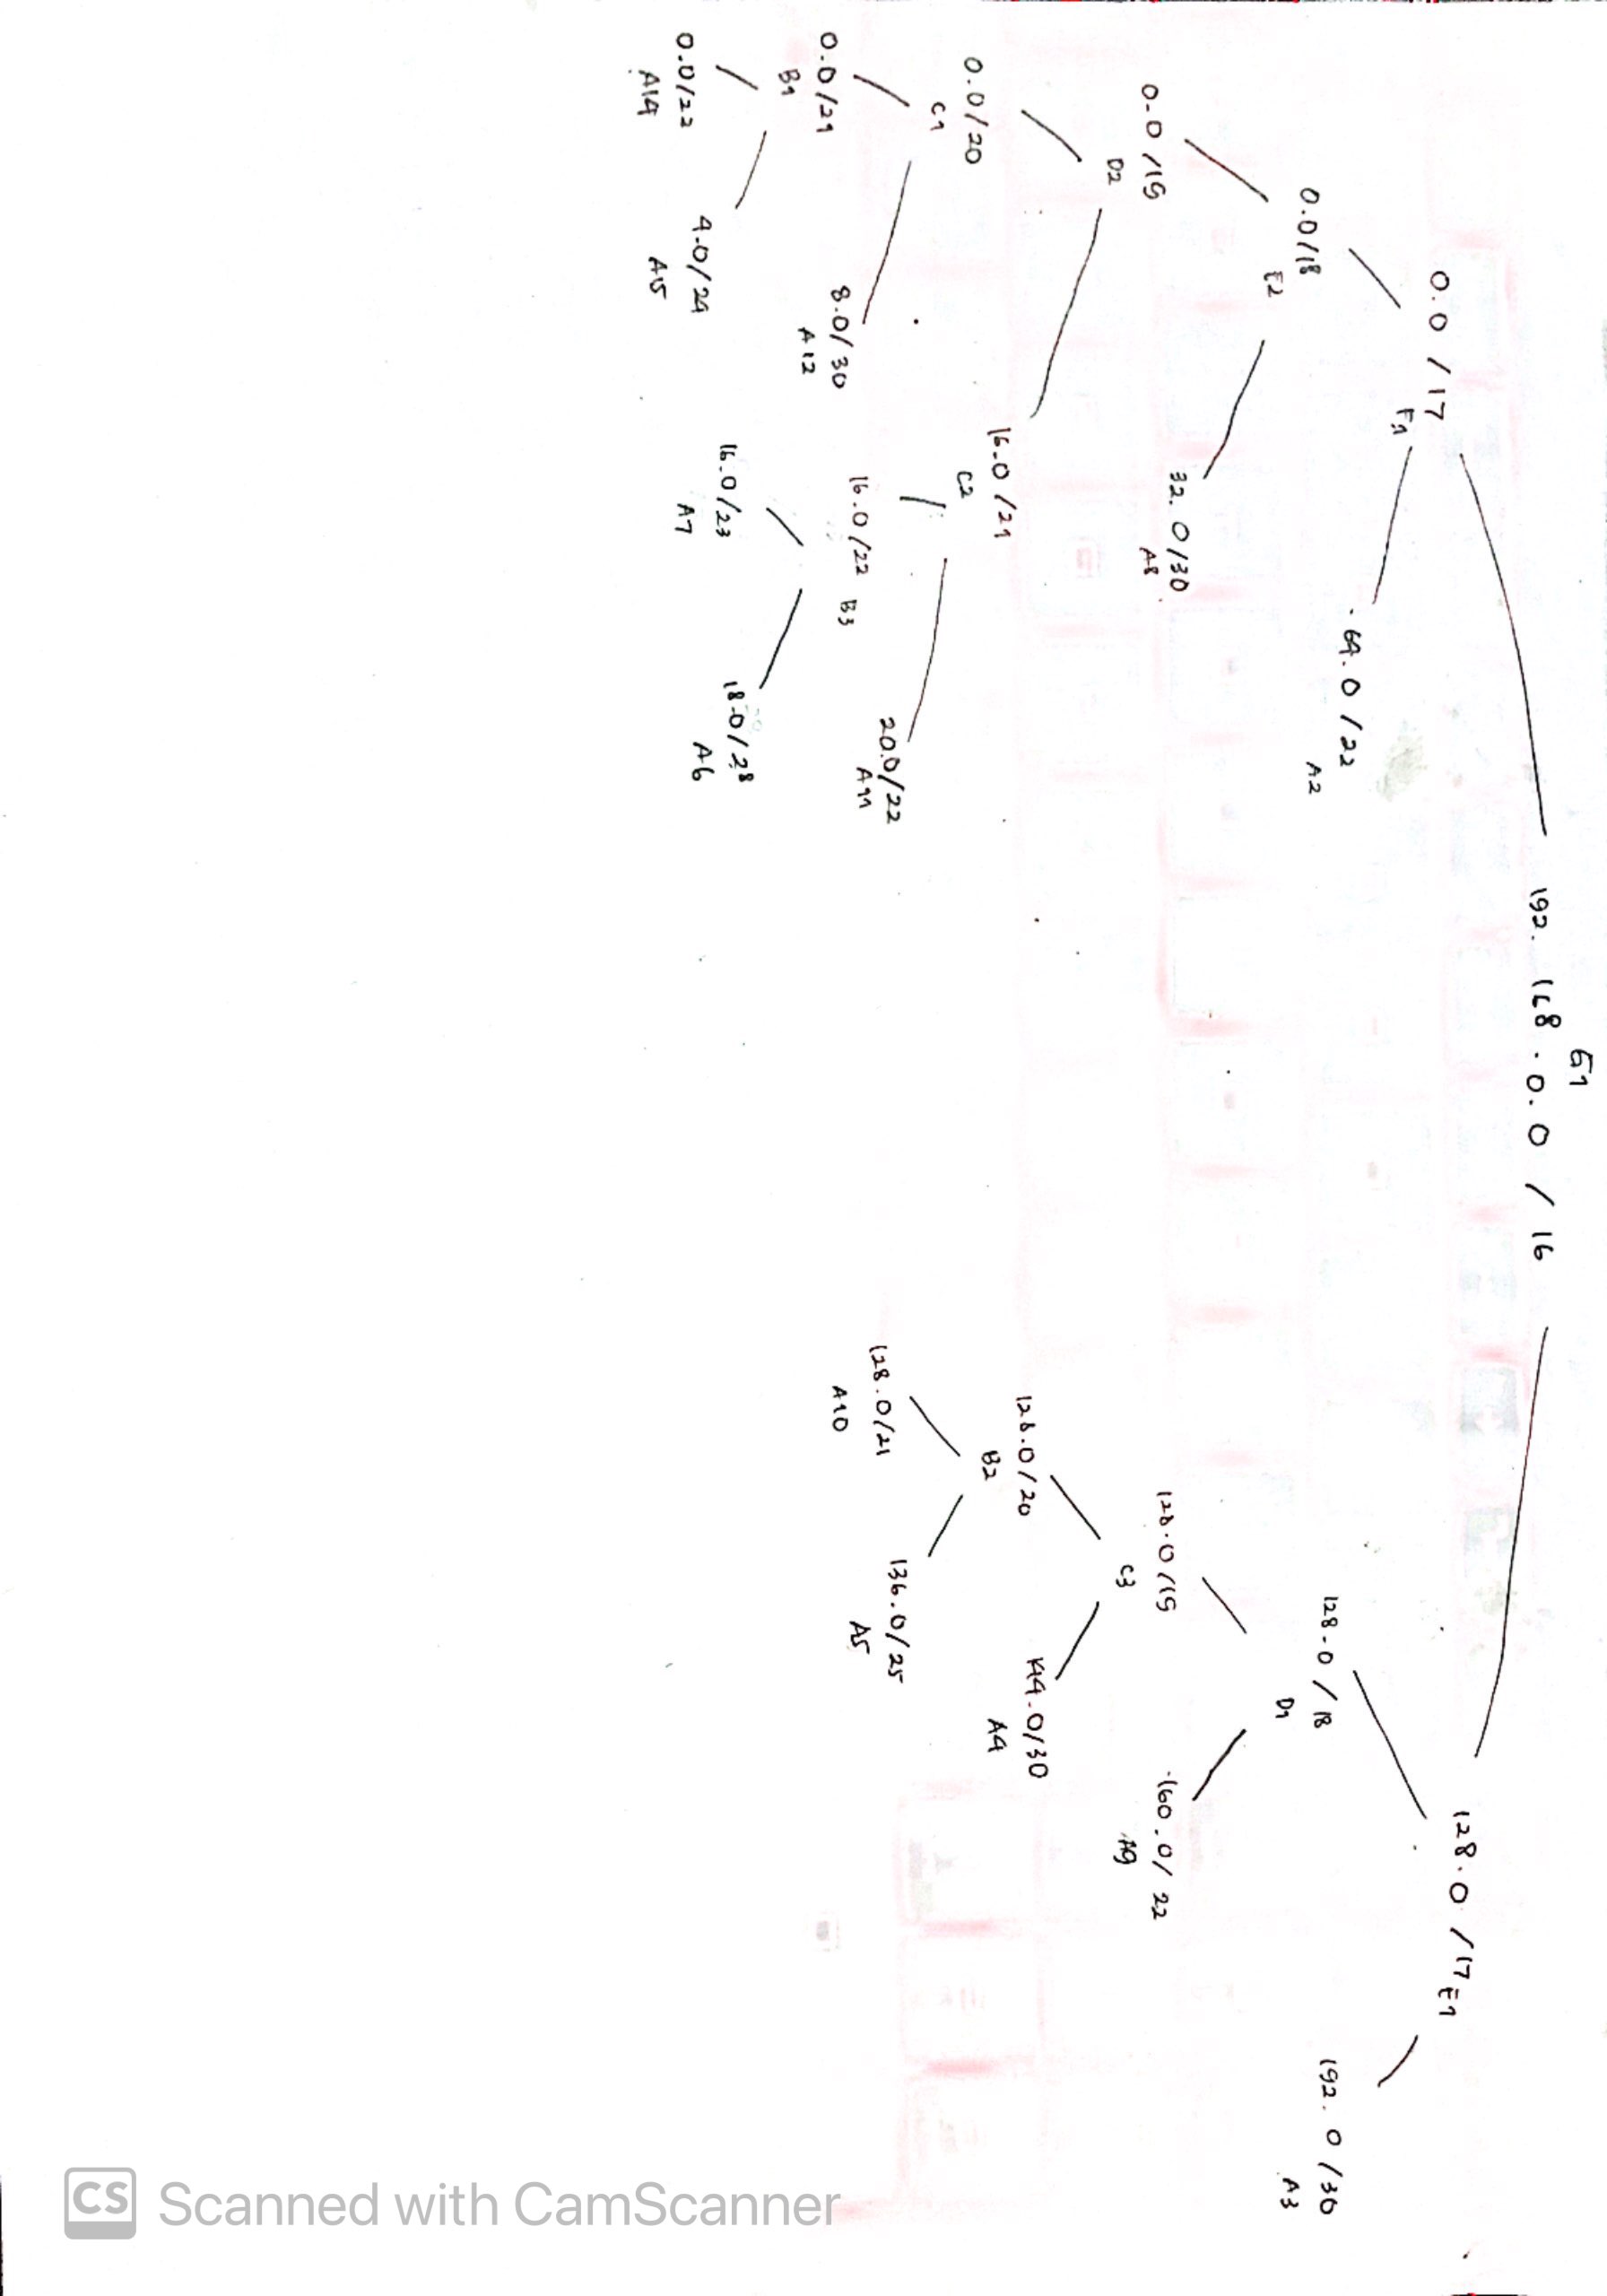 G1
192. 168. 0. 0 / 16
128.0 / 17 E1
0.0 / 17
F1
64.0 / 22
A2
128.0 / 18
D1
192. 0 / 30
A3
0.0/18
E2
32. 0/30
A8
128.0/19
C3
160.0/ 22
A9
0.0 /19
D2
128.0/20
B2
144.0/30
A4
16.0 /21
C2
0.0/20
C1
128.0/21
A10
136.0/25
A5
20.0/22
A11
16.0/22 B3
8.0/ 30
A12
0.0/21
B1
16.0/23
A7
18.0/28
A6
4.0/24
A15
0.0/22
A14
CS Scanned with CamScanner